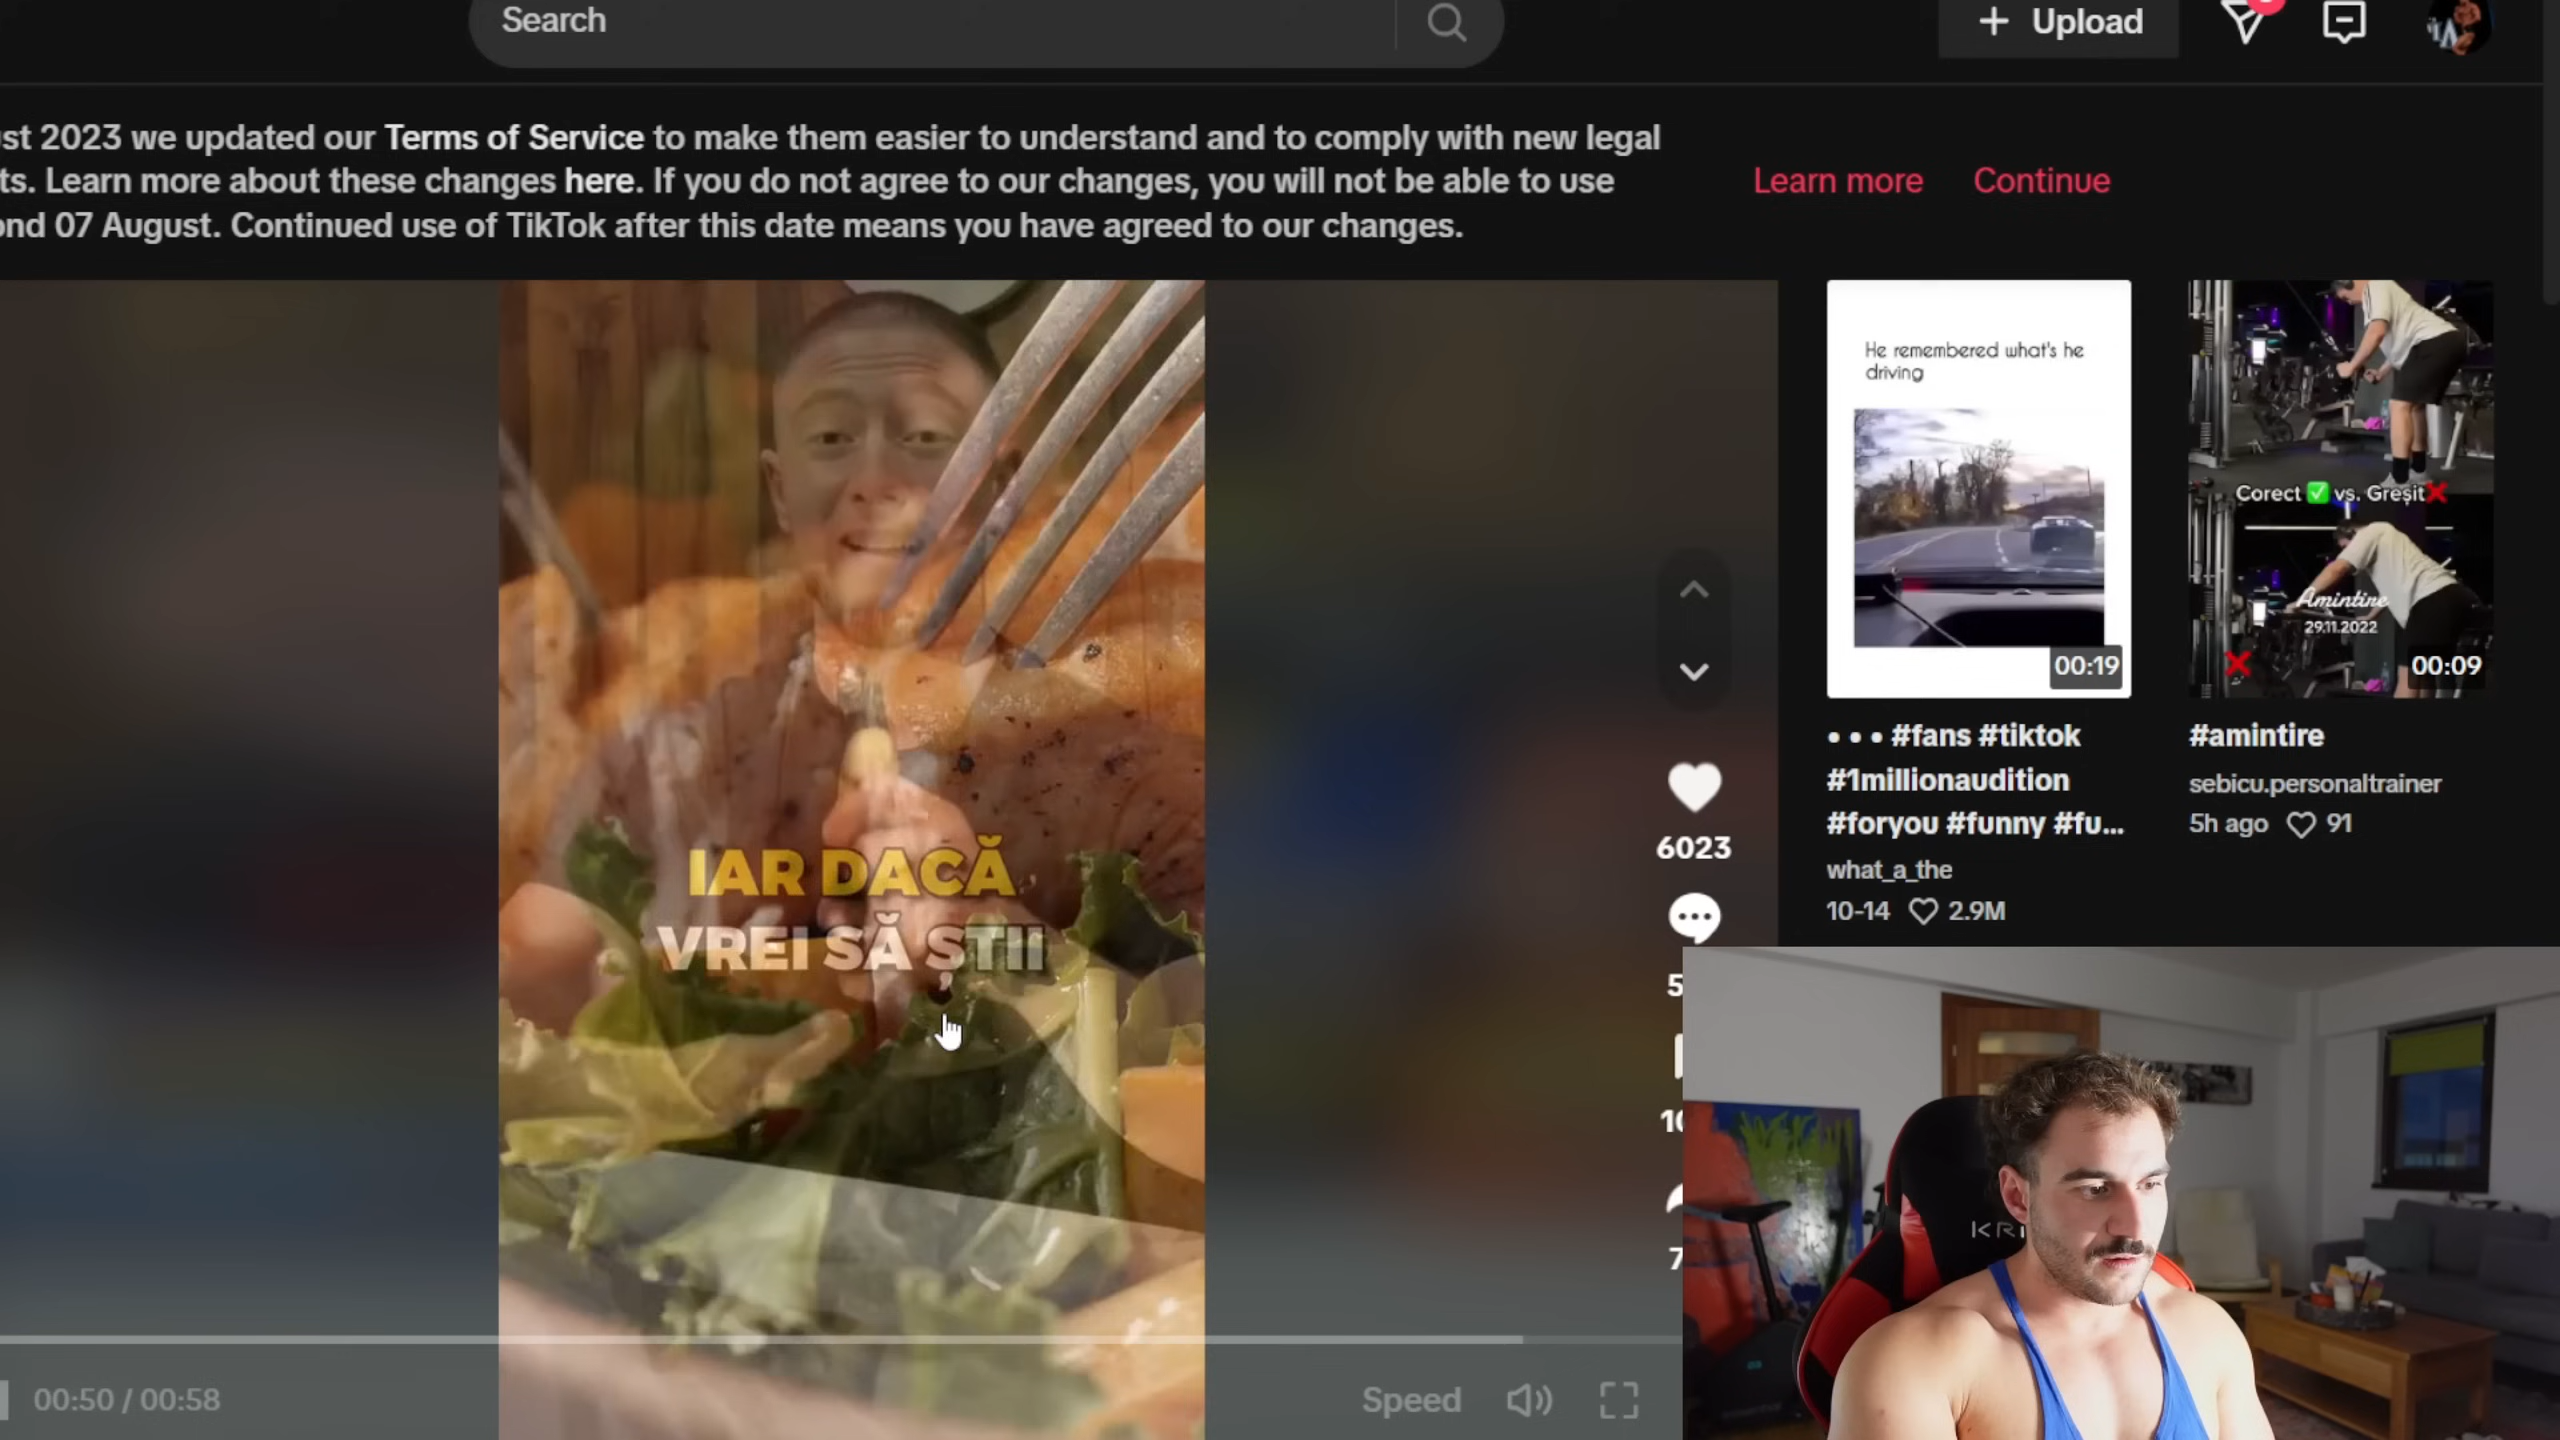 Search
Upload
st 2023 we updated our Terms of Service to make them easier to understand and to comply with new legal
ts. Learn more about these changes here. If you do not agree to our changes, you will not be able to use
ond 07 August. Continued use of TikTok after this date means you have agreed to our changes.
Learn more
Continue
He remembered what's he
driving
00:19
Corect ✅ vs. Greșit❌
Amintire
29.11.2022
00:09
• • • #fans #tiktok
#1millionaudition
#foryou #funny #fu...
what_a_the
10-14 2.9M
#amintire
sebicu.personaltrainer
5h ago 91
6023
IAR DACĂ
VREI SĂ ȘTII
00:50 / 00:58
Speed